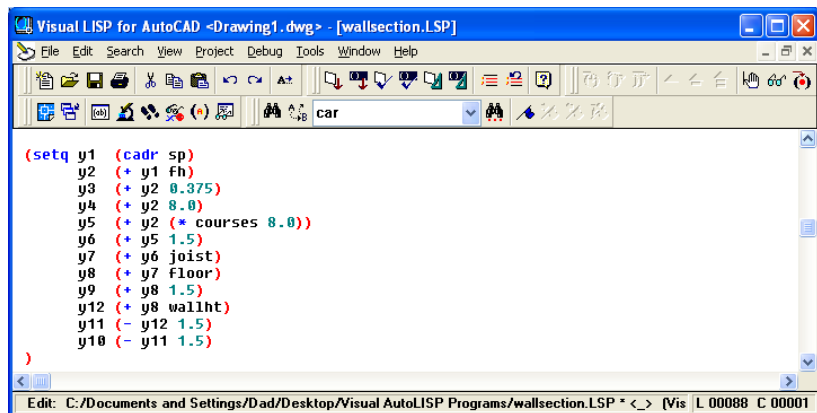 Visual LISP for AutoCAD <Drawing1.dwg> - [wallsection.LSP]
File Edit Search View Project Debug Tools Window Help
car
(setq y1 (cadr sp)
y2 (+ y1 fh)
y3 (+ y2 0.375)
y4 (+ y2 8.0)
y5 (+ y2 (* courses 8.0))
y6 (+ y5 1.5)
y7 (+ y6 joist)
y8 (+ y7 floor)
y9 (+ y8 1.5)
y12 (+ y8 wallht)
y11 (- y12 1.5)
y10 (- y11 1.5)
)
Edit: C:/Documents and Settings/Dad/Desktop/Visual AutoLISP Programs/wallsection.LSP * <_> (Vis L 00088 C 00001